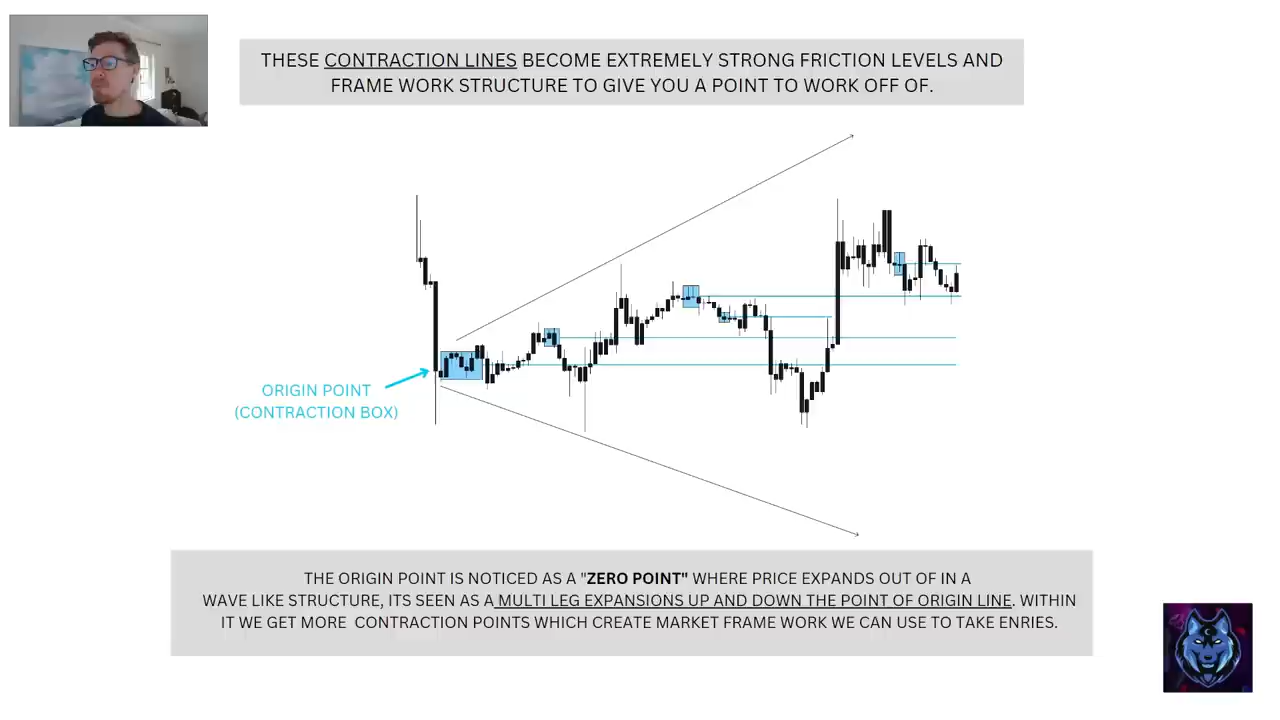 THESE CONTRACTION LINES BECOME EXTREMELY STRONG FRICTION LEVELS AND
FRAME WORK STRUCTURE TO GIVE YOU A POINT TO WORK OFF OF.
ORIGIN POINT
(CONTRACTION BOX)
THE ORIGIN POINT IS NOTICED AS A "ZERO POINT" WHERE PRICE EXPANDS OUT OF IN A
WAVE LIKE STRUCTURE, ITS SEEN AS A MULTI LEG EXPANSIONS UP AND DOWN THE POINT OF ORIGIN LINE. WITHIN
IT WE GET MORE CONTRACTION POINTS WHICH CREATE MARKET FRAME WORK WE CAN USE TO TAKE ENRIES.